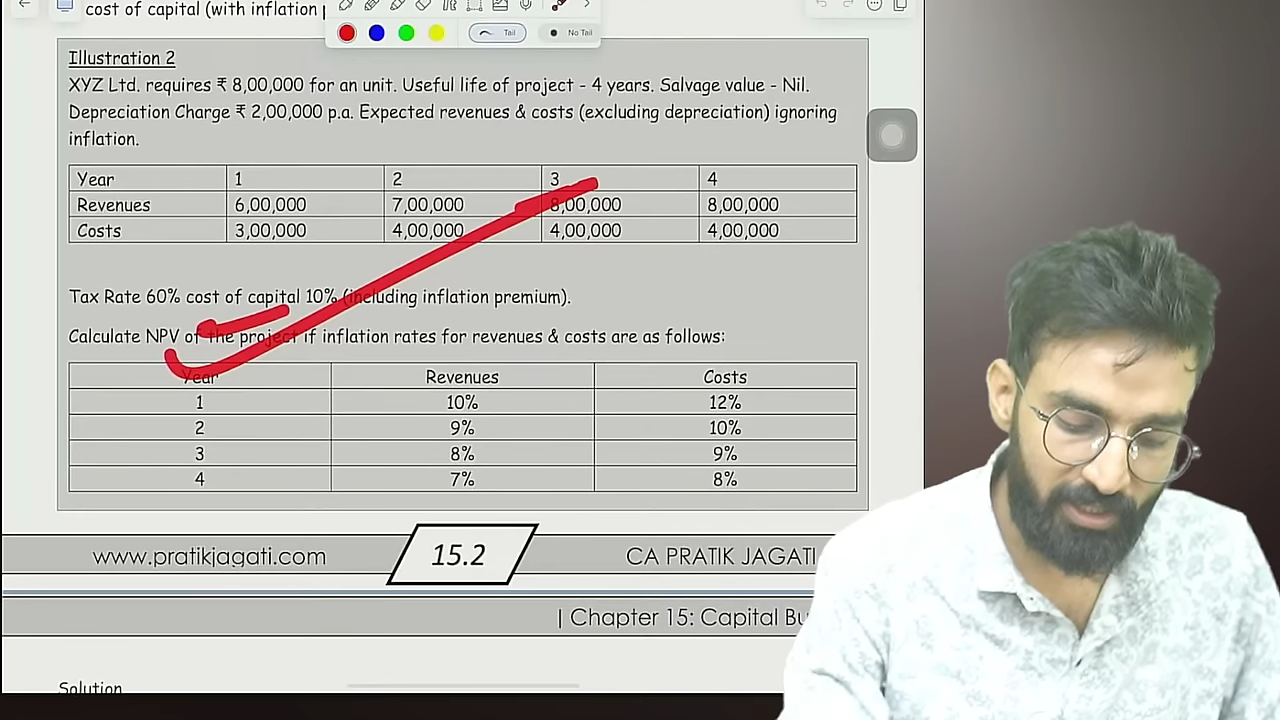 cost of capital (with inflation
Tail
No Tail
Illustration 2
XYZ Ltd. requires ₹ 8,00,000 for an unit. Useful life of project - 4 years. Salvage value - Nil.
Depreciation Charge ₹ 2,00,000 p.a. Expected revenues & costs (excluding depreciation) ignoring
inflation.
Year 1 2 3 4
Revenues 6,00,000 7,00,000 8,00,000 8,00,000
Costs 3,00,000 4,00,000 4,00,000 4,00,000
Tax Rate 60% cost of capital 10% (including inflation premium).
Calculate NPV of the project if inflation rates for revenues & costs are as follows:
Year Revenues Costs
1 10% 12%
2 9% 10%
3 8% 9%
4 7% 8%
www.pratikjagati.com 15.2 CA PRATIK JAGATI
| Chapter 15: Capital Bu
Solution